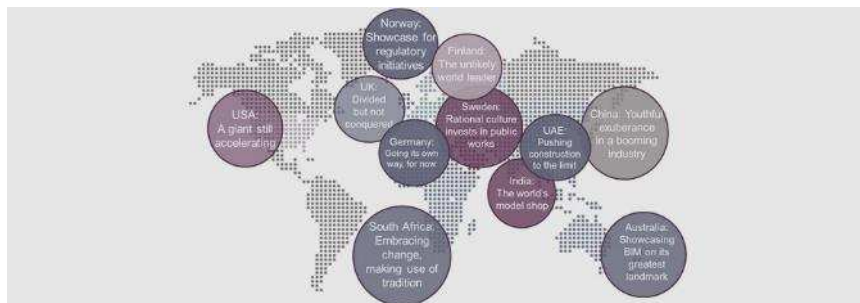 Norway:
Showcase for
regulatory
initiatives
Finland:
The unlikely
world leader
UK:
Divided
but not
conquered
USA:
A giant still
accelerating
Sweden:
Rational culture
invests in public
works
China: Youthful
exuberance
in a booming
industry
UAE:
Pushing
construction
to the limit
Germany:
Going its own
way, for now
India:
The world's
model shop
South Africa:
Embracing
change,
making use of
tradition
Australia:
Showcasing
BIM on its
greatest
landmark